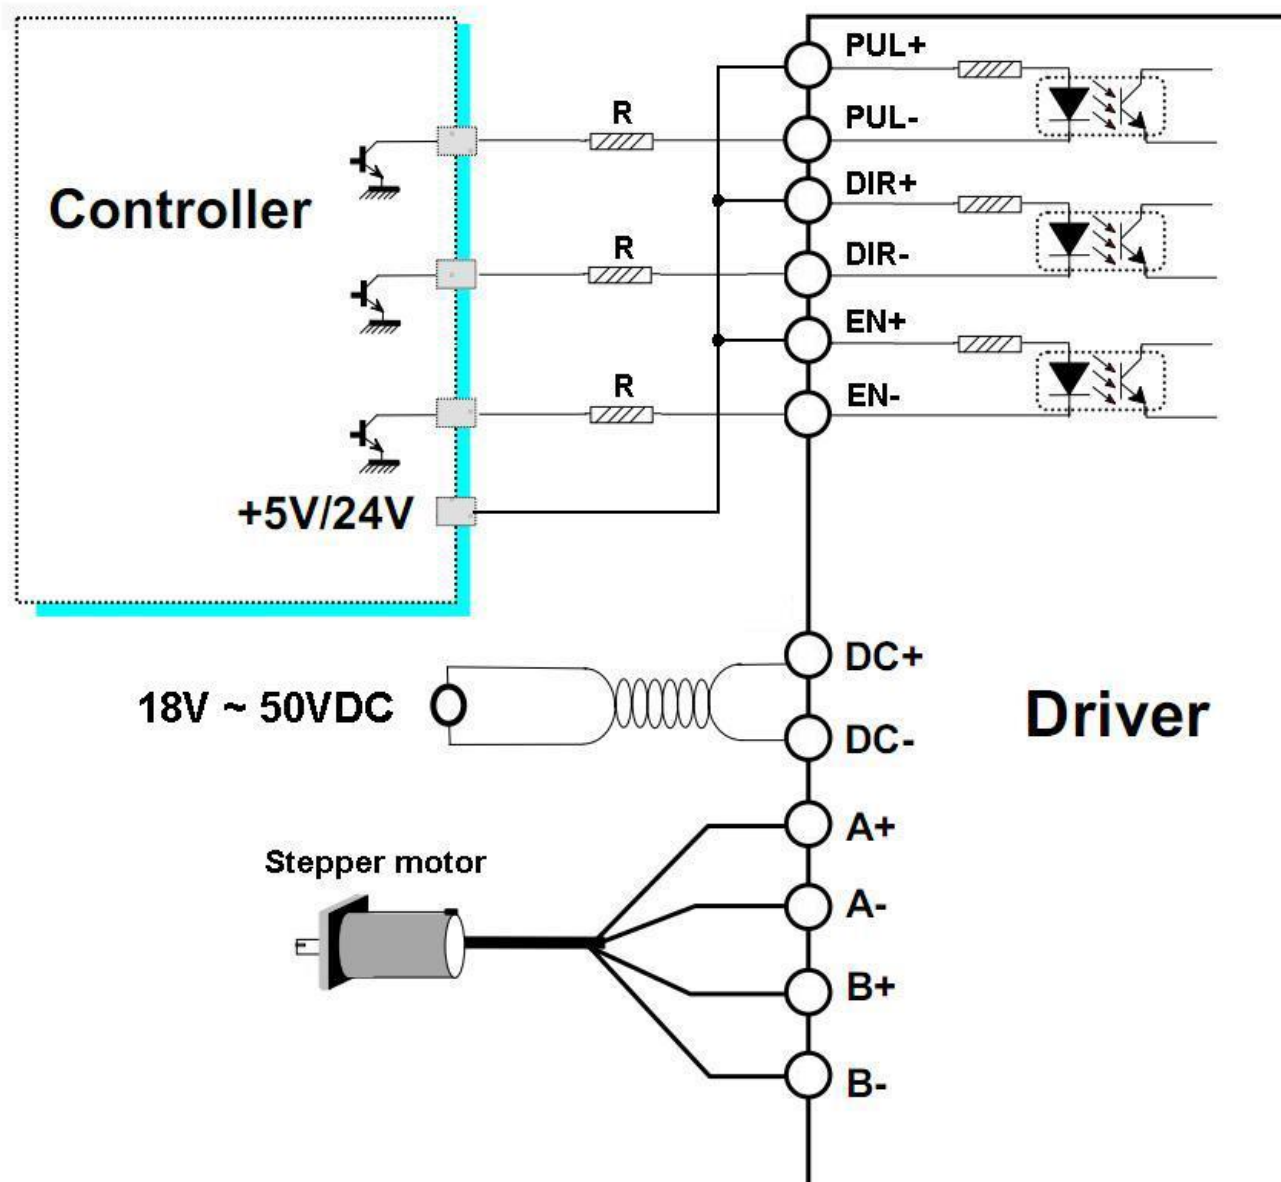 PUL+
R
PUL-
Controller
DIR+
R
DIR-
EN+
R
EN-
+5V/24V
DC+
18V ~ 50VDC
Driver
DC-
A+
Stepper motor
A-
B+
B-